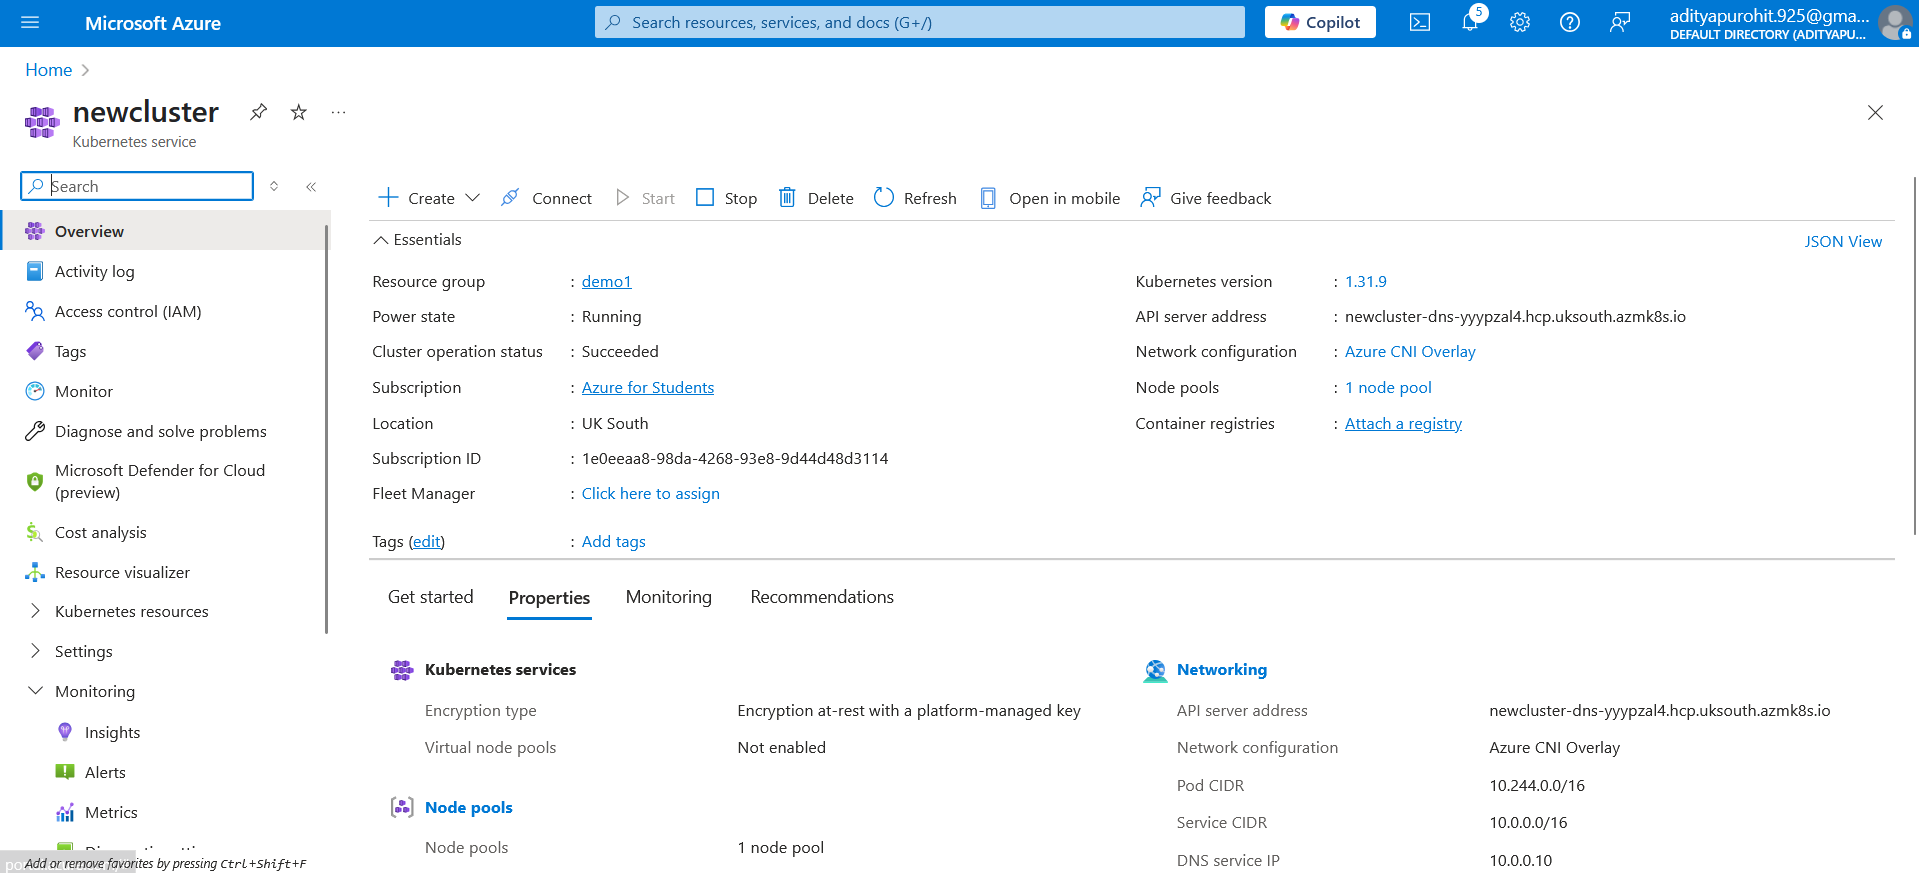 Microsoft Azure
Search resources, services, and docs (G+/)
Copilot
5
adityapurohit.925@gma...
DEFAULT DIRECTORY (ADITYAPU...
Home
newcluster
Kubernetes service
Search
Overview
Activity log
Access control (IAM)
Tags
Monitor
Diagnose and solve problems
Microsoft Defender for Cloud
(preview)
Cost analysis
Resource visualizer
Kubernetes resources
Settings
Monitoring
Insights
Alerts
Metrics
Add or remove favorites by pressing Ctrl+Shift+F
Create
Connect
Start
Stop
Delete
Refresh
Open in mobile
Give feedback
Essentials
JSON View
Resource group : demo1
Power state : Running
Cluster operation status : Succeeded
Subscription : Azure for Students
Location : UK South
Subscription ID : 1e0eeaa8-98da-4268-93e8-9d44d48d3114
Fleet Manager : Click here to assign
Tags (edit) : Add tags
Kubernetes version : 1.31.9
API server address : newcluster-dns-yyypzal4.hcp.uksouth.azmk8s.io
Network configuration : Azure CNI Overlay
Node pools : 1 node pool
Container registries : Attach a registry
Get started
Properties
Monitoring
Recommendations
Kubernetes services
Encryption type Encryption at-rest with a platform-managed key
Virtual node pools Not enabled
Node pools
Node pools 1 node pool
Networking
API server address newcluster-dns-yyypzal4.hcp.uksouth.azmk8s.io
Network configuration Azure CNI Overlay
Pod CIDR 10.244.0.0/16
Service CIDR 10.0.0.0/16
DNS service IP 10.0.0.10